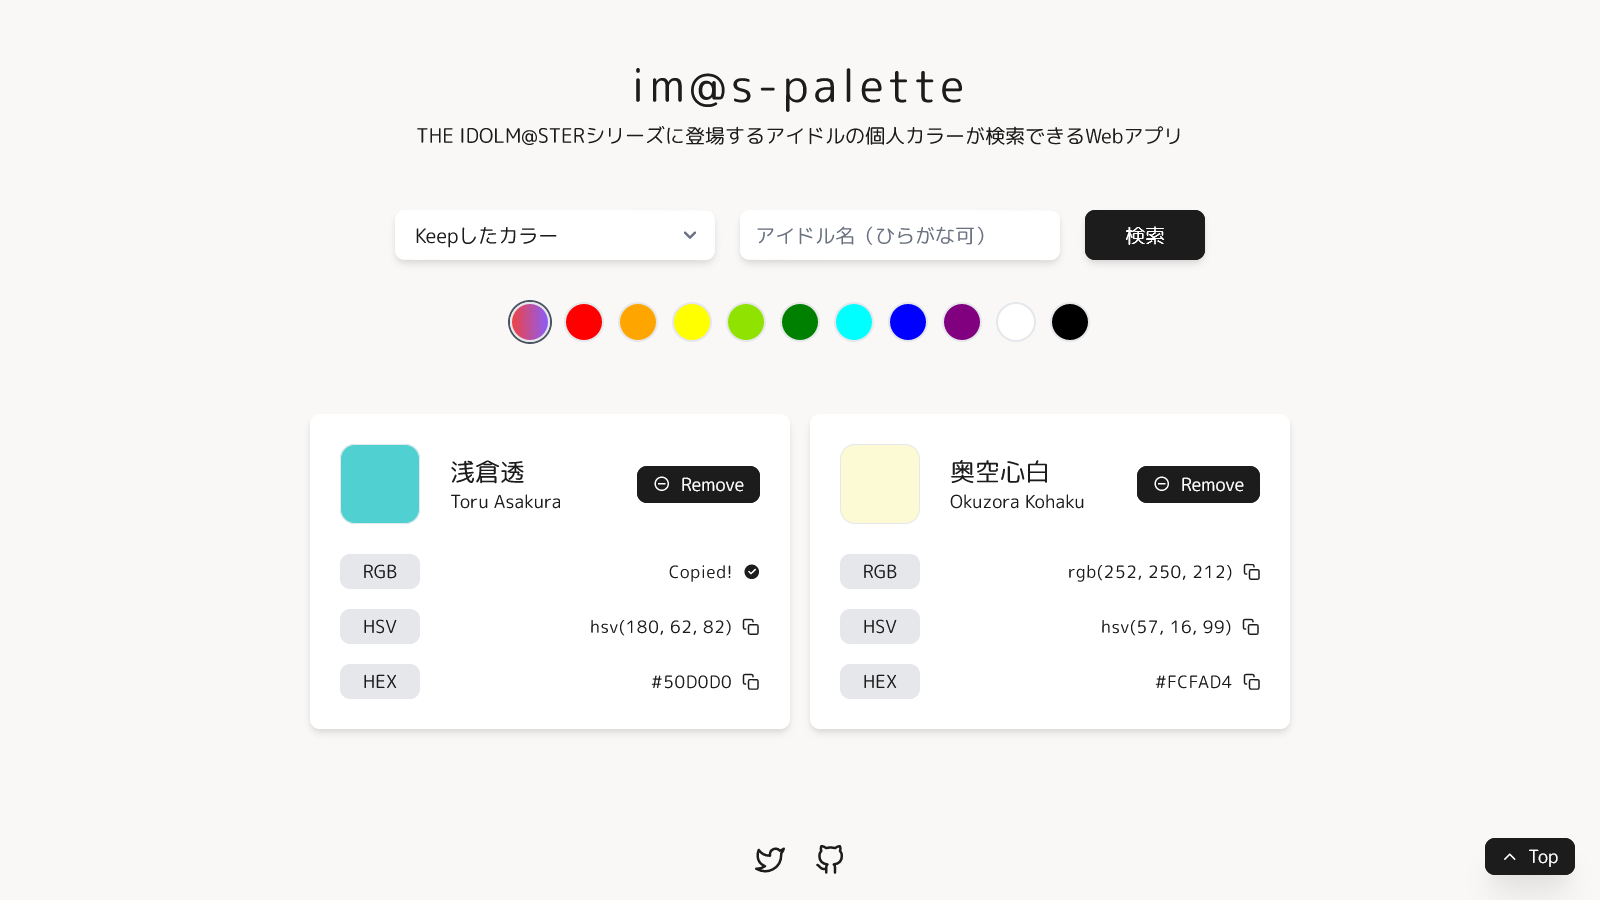 im@s-palette
THE IDOLM@STERシリーズに登場するアイドルの個人カラーが検索できるWebアプリ
Keepしたカラー
アイドル名（ひらがな可）
検索
浅倉透
Toru Asakura
Remove
RGB
Copied!
HSV
hsv(180, 62, 82)
HEX
#50D0D0
奥空心白
Okuzora Kohaku
Remove
RGB
rgb(252, 250, 212)
HSV
hsv(57, 16, 99)
HEX
#FCFAD4
Top